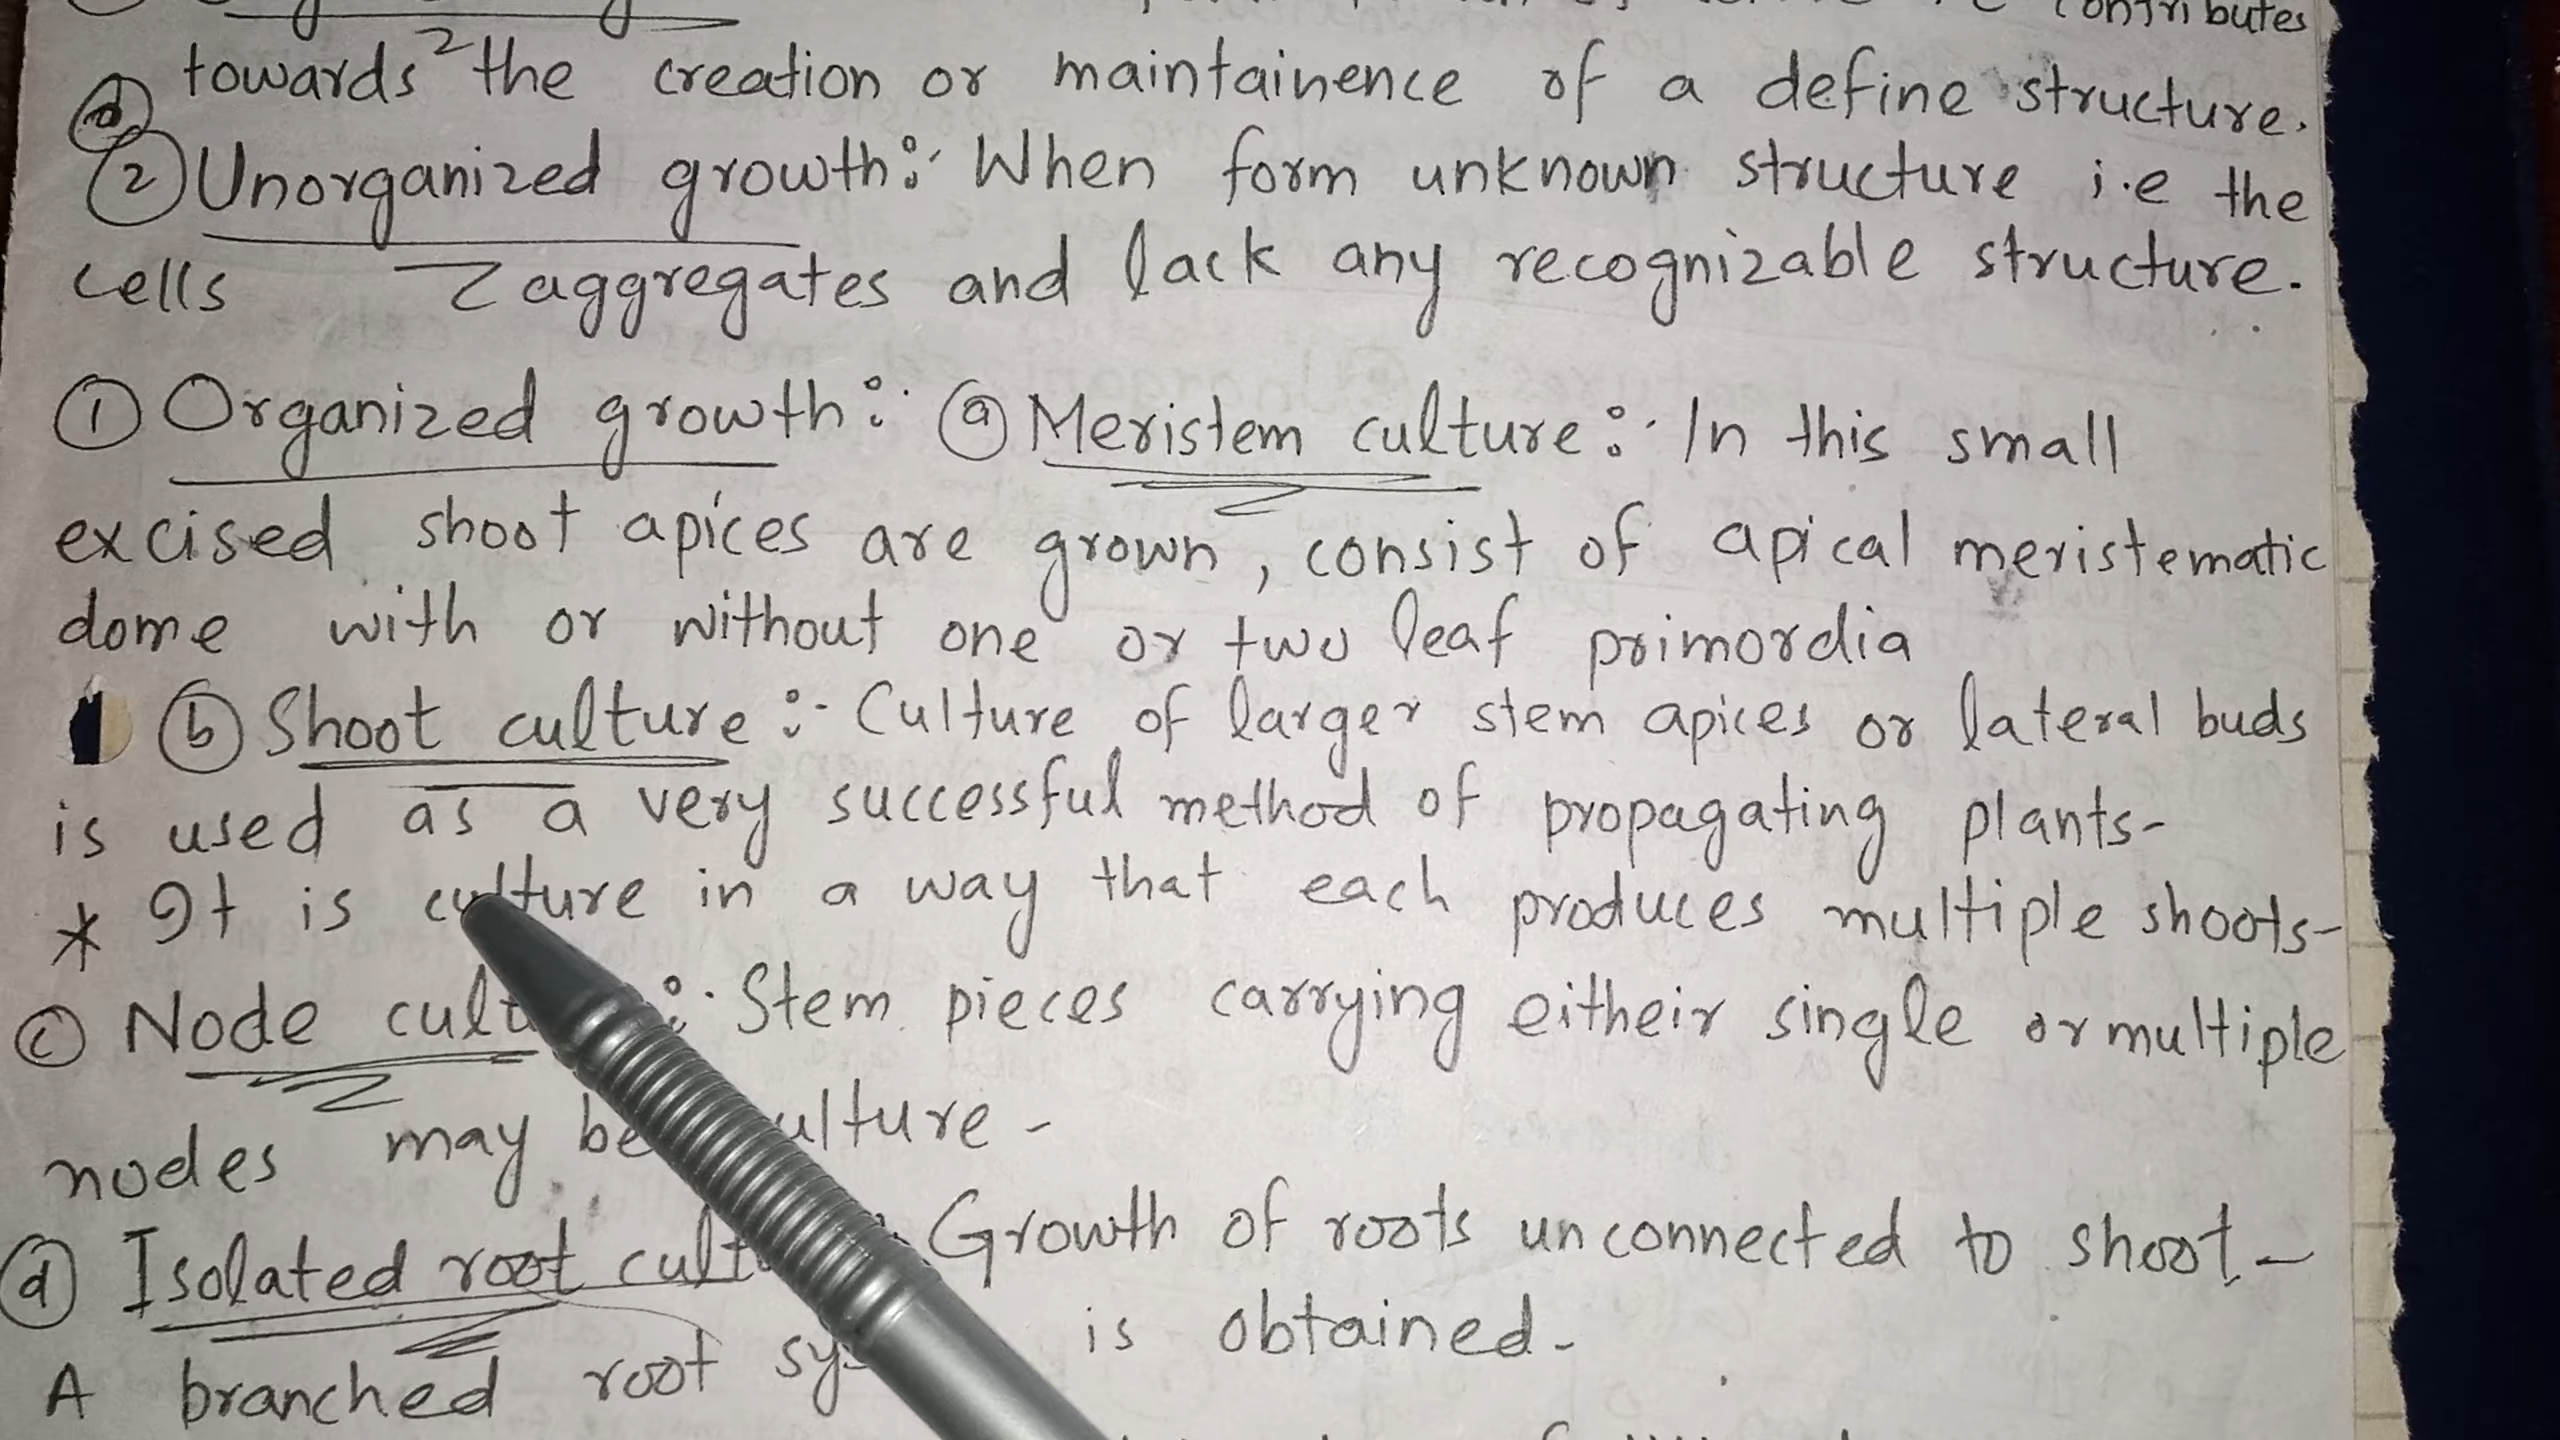 contributes
towards the creation or maintainence of a define structure.
② Unorganized growth:- When form unknown structure i.e the
cells aggregates and lack any recognizable structure.
① Organized growth:- ⓐ Meristem culture:- In this small
excised shoot apices are grown, consist of apical meristematic
dome with or without one or two leaf primordia
ⓑ Shoot culture :- Culture of larger stem apices or lateral buds
is used as a very successful method of propagating plants-
* It is culture in a way that each produces multiple shoots-
ⓒ Node cult :- Stem pieces carrying eitheir single or multiple
nodes may be ulture -
ⓓ Isolated root cult Growth of roots unconnected to shoot -
A branched root sys is obtained -